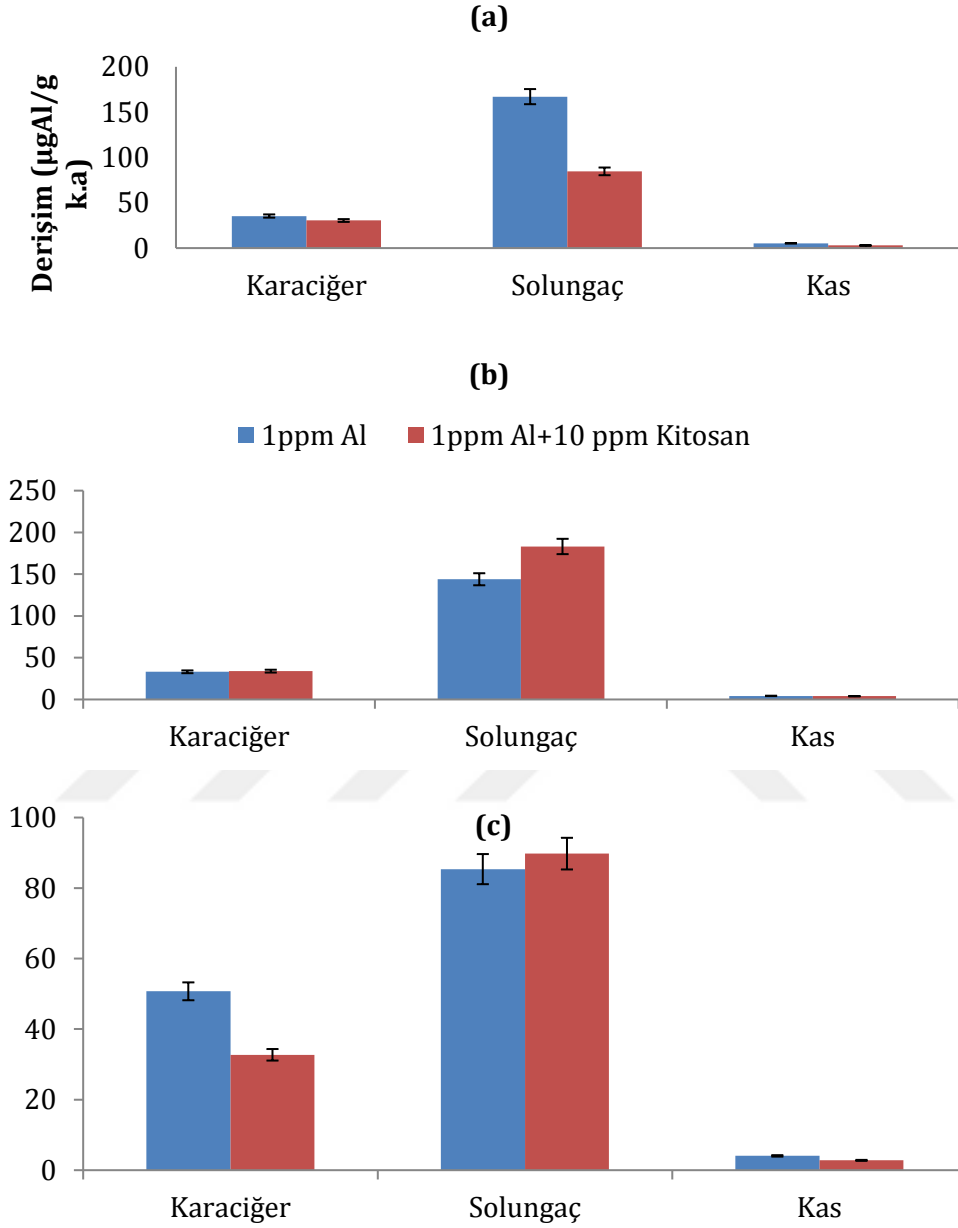 (a)
Derişim (µgAl/g
k.a)
200
150
100
50
0
Karaciğer Solungaç Kas
(b)
1ppm Al 1ppm Al+10 ppm Kitosan
250
200
150
100
50
0
Karaciğer Solungaç Kas
(c)
100
80
60
40
20
0
Karaciğer Solungaç Kas